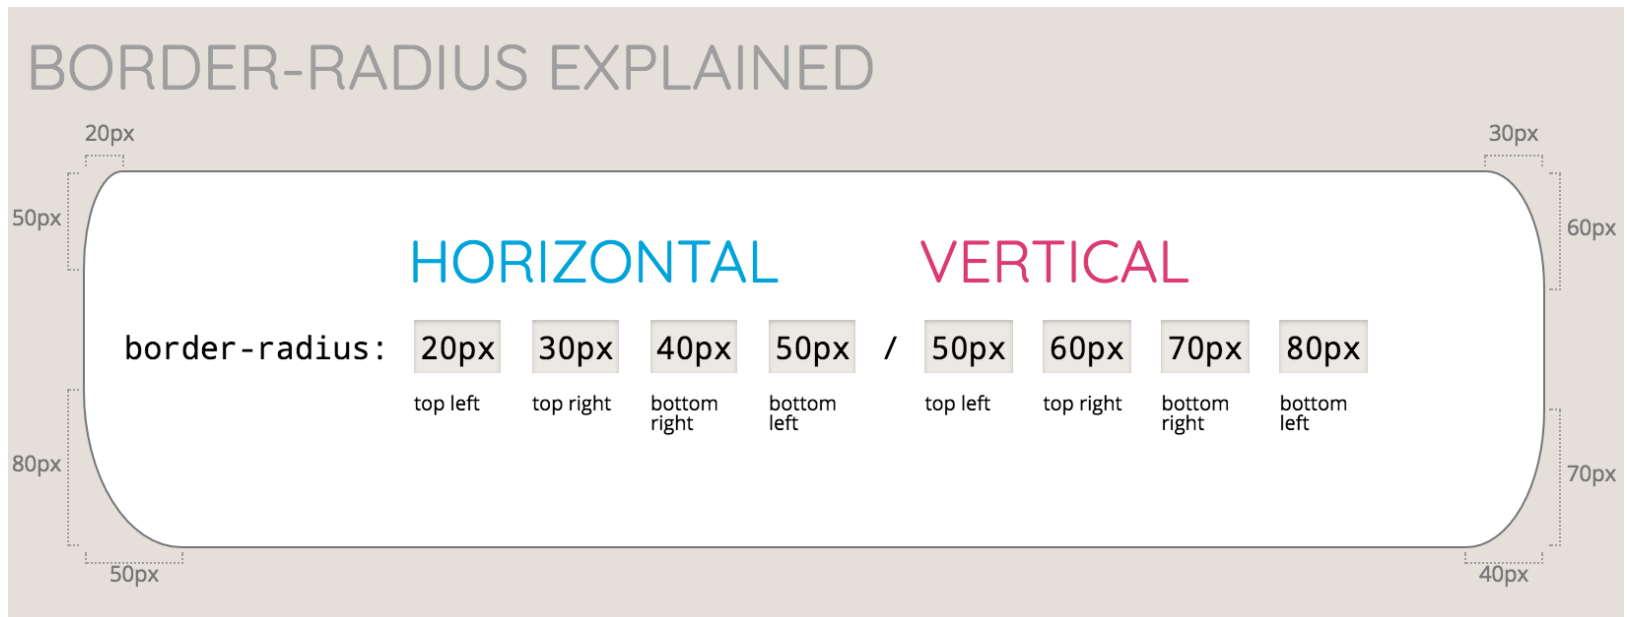 BORDER-RADIUS EXPLAINED
20px
30px
50px
60px
HORIZONTAL
VERTICAL
border-radius: 20px 30px 40px 50px / 50px 60px 70px 80px
top left
top right
bottom
right
bottom
left
top left
top right
bottom
right
bottom
left
80px
70px
50px
40px